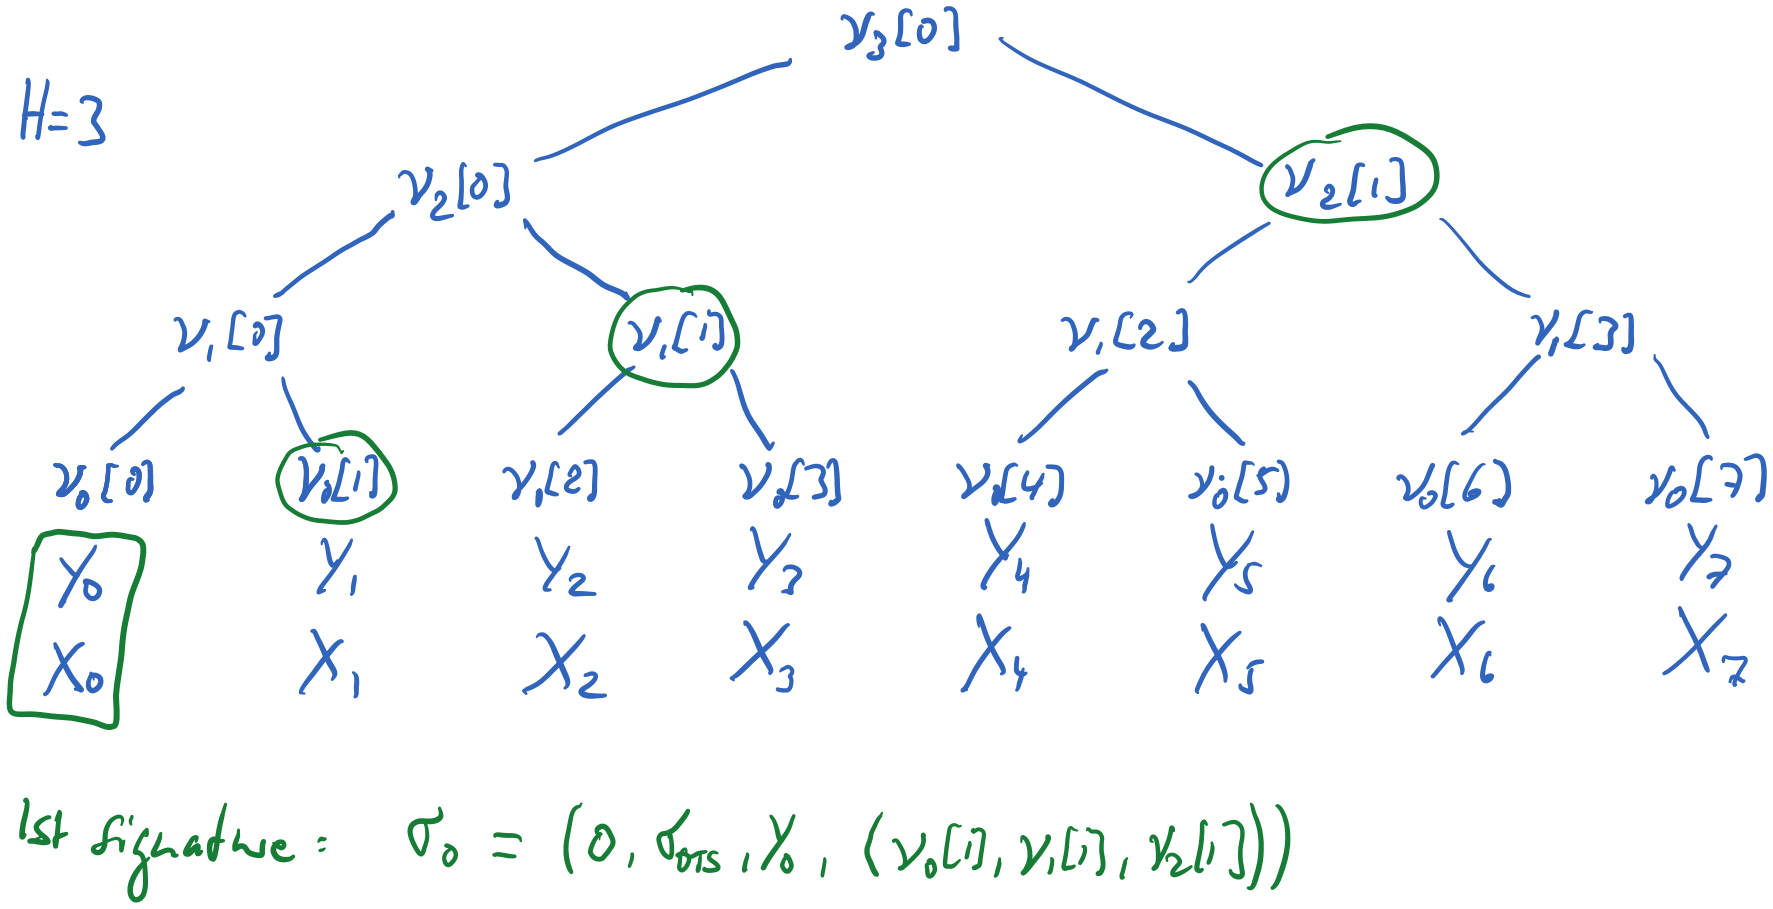 ν₃[0]
H=3
ν₂[0] ν₂[1]
ν₁[0] ν₁[1] ν₁[2] ν₁[3]
ν₀[0] ν₀[1] ν₀[2] ν₀[3] ν₀[4] ν₀[5] ν₀[6] ν₀[7]
Y₀ Y₁ Y₂ Y₃ Y₄ Y₅ Y₆ Y₇
X₀ X₁ X₂ X₃ X₄ X₅ X₆ X₇
1st signature: σ₀ = (0, σ_OTS, Y₀, (ν₀[1], ν₁[1], ν₂[1]))